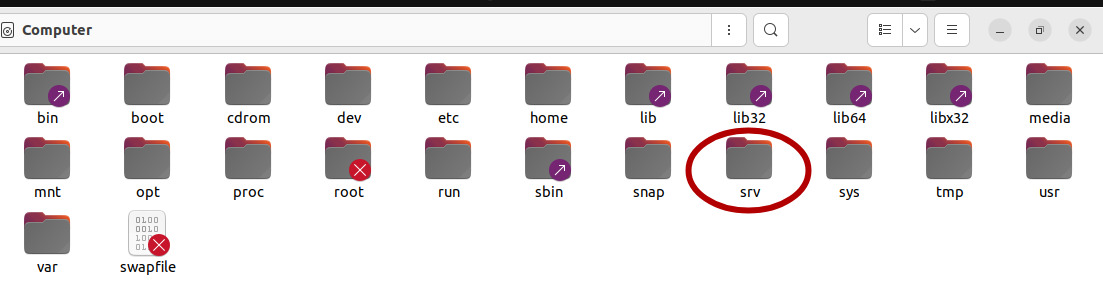 Computer
bin boot cdrom dev etc home lib lib32 lib64 libx32 media
mnt opt proc root run sbin snap srv sys tmp usr
var swapfile